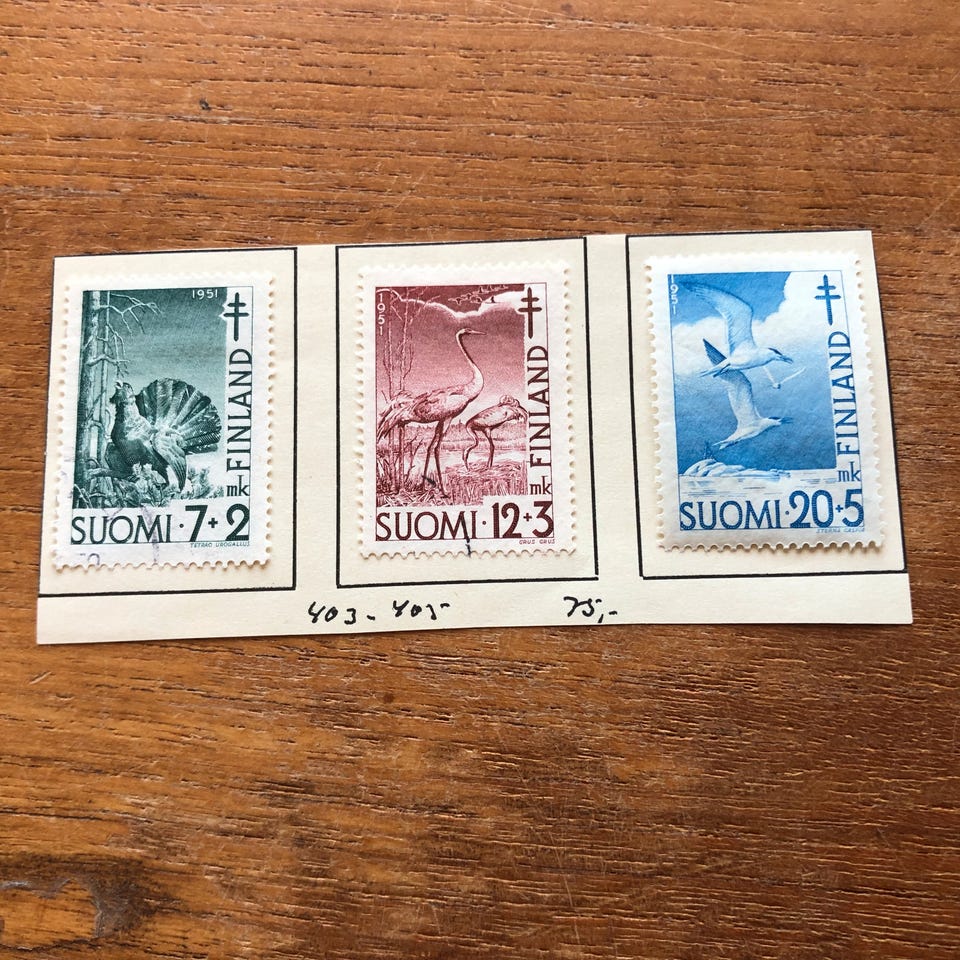 1951
FINLAND
mk
SUOMI·7+2
TETRAO UROGALLUS
1951
FINLAND
mk
SUOMI·12+3
GRUS GRUS
1951
FINLAND
mk
SUOMI·20+5
STERNA CASPIA
403-405 75,-